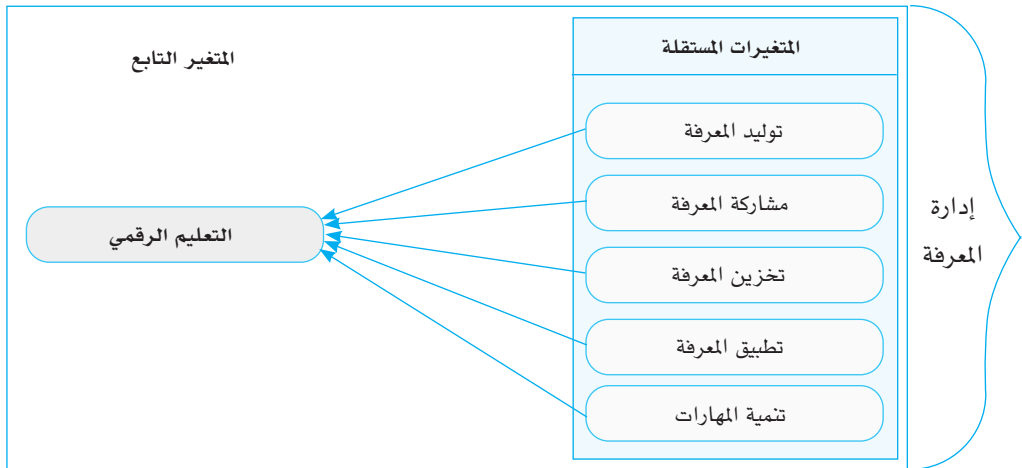 إدارة
المعرفة
المتغيرات المستقلة
توليد المعرفة
مشاركة المعرفة
تخزين المعرفة
تطبيق المعرفة
تنمية المهارات
المتغير التابع
التعليم الرقمي